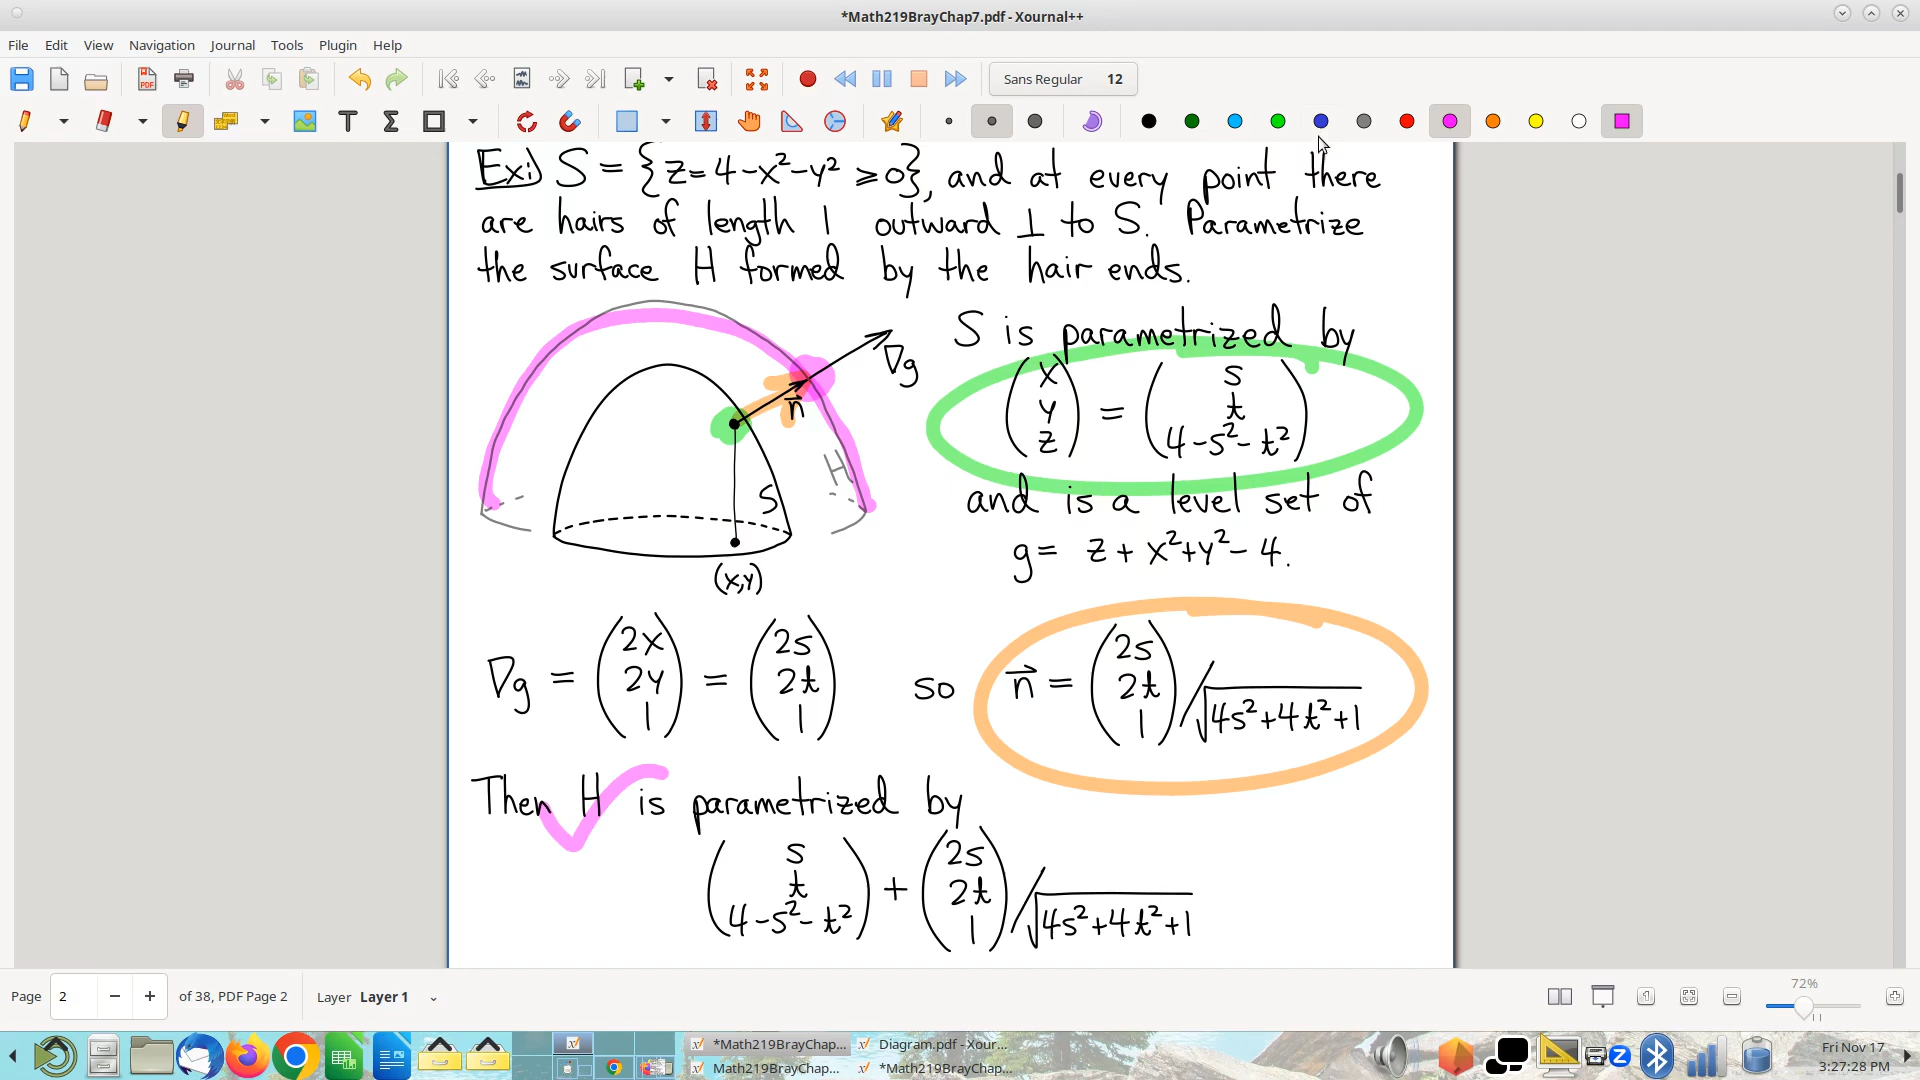 *Math219BrayChap7.pdf - Xournal++
File Edit View Navigation Journal Tools Plugin Help
PDF
Sans Regular 12
T Σ
Ex: S = {z=4-x²-y² ≥0}, and at every point there
are hairs of length 1 outward ⊥ to S. Parametrize
the surface H formed by the hair ends.
S is parametrized by
∇g
(x y z) = (s t 4-s²-t²)
n⃗
H
S
and is a level set of
g= z+x²+y²-4.
(x,y)
∇g = (2x 2y 1) = (2s 2t 1) so n⃗ = (2s 2t 1)/√4s²+4t²+1
Then H is parametrized by
(s t 4-s²-t²) + (2s 2t 1)/√4s²+4t²+1
Page 2 of 38, PDF Page 2 Layer Layer 1
72%
*Math219BrayChap... Diagram.pdf - Xour...
Math219BrayChap... *Math219BrayChap...
Fri Nov 17
3:27:28 PM